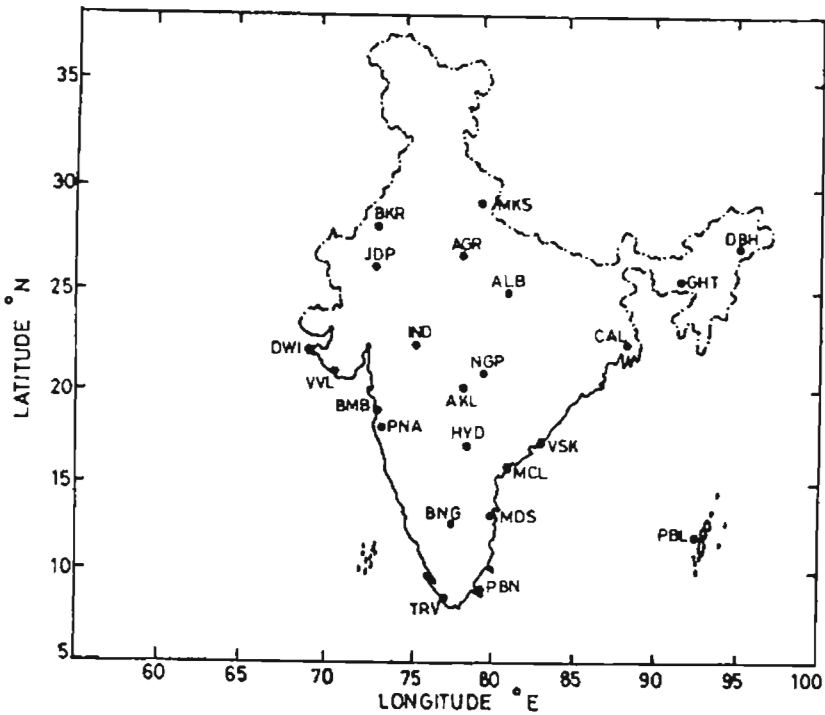 35
30
25
20
15
10
5
LATITUDE °N
MKS
BKR
DBH
JDP
AGR
GHT
ALB
DWI
IND
CAL
VVL
NGP
BMB
AKL
PNA
HYD
VSK
MCL
BNG
MDS
PBL
PBN
TRV
60 65 70 75 80 85 90 95 100
LONGITUDE °E